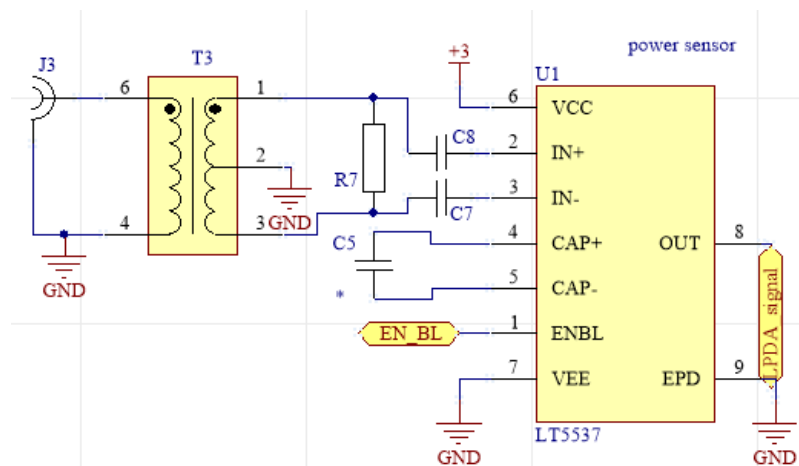 power sensor
+3
J3
T3
U1
6
1
6
VCC
C8
2
IN+
2
R7
3
IN-
GND
C7
4
3
C5
4
CAP+
OUT
8
GND
5
CAP-
*
EN_BL
1
ENBL
LPDA_signal
7
VEE
EPD
9
LT5537
GND
GND